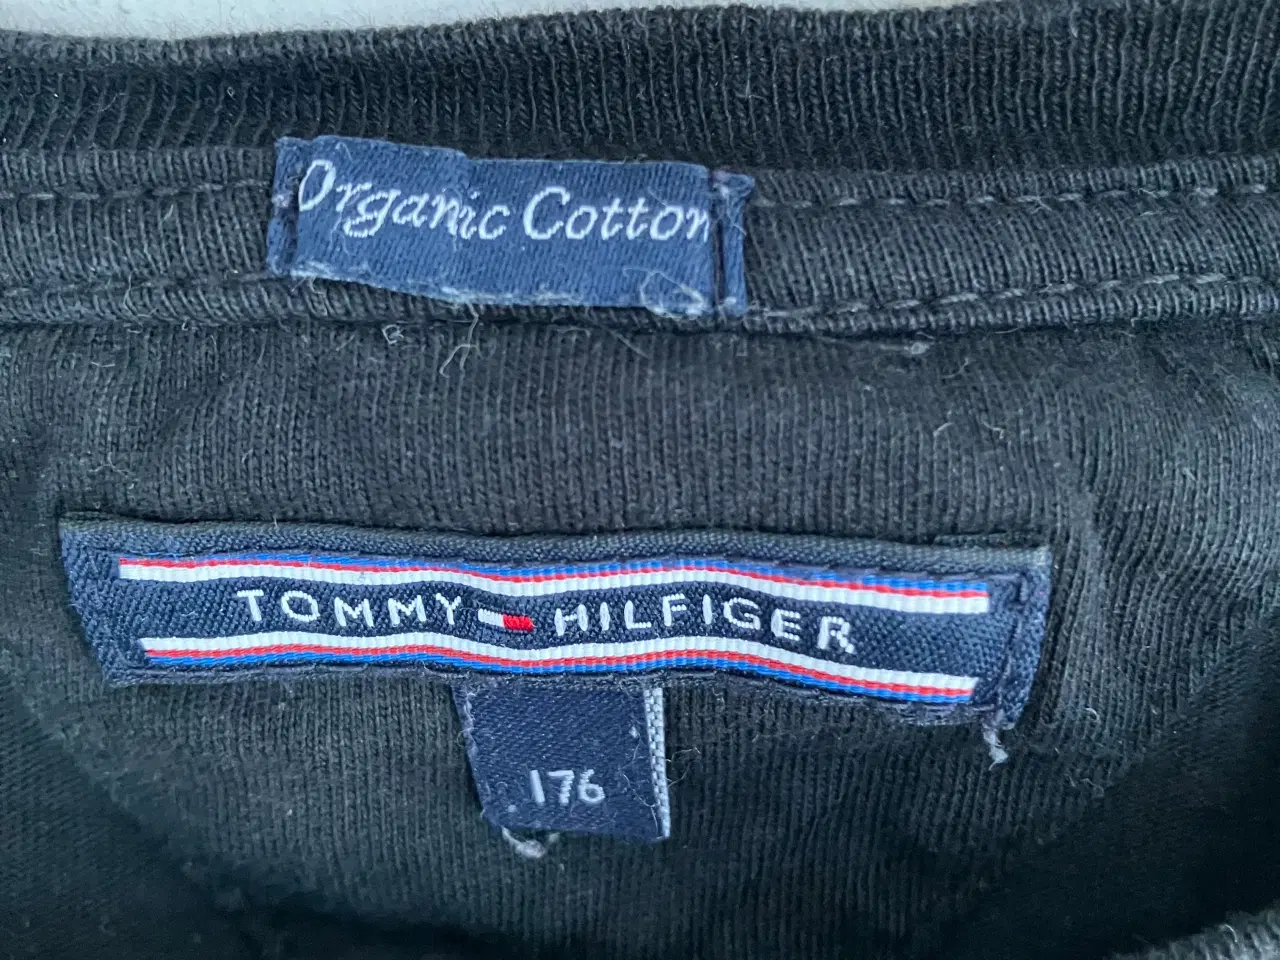 Organic Cotton
TOMMY HILFIGER
176